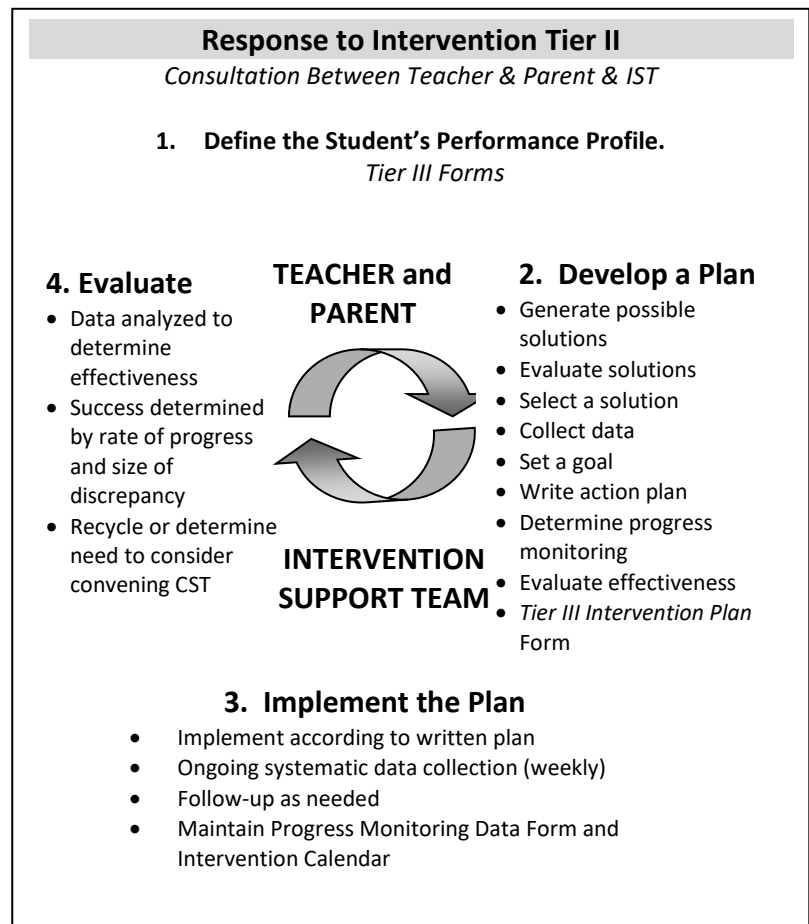 Response to Intervention Tier II
Consultation Between Teacher & Parent & IST
1. Define the Student's Performance Profile.
Tier III Forms
TEACHER and
PARENT
2. Develop a Plan
• Generate possible
solutions
• Evaluate solutions
• Select a solution
• Collect data
• Set a goal
• Write action plan
• Determine progress
monitoring
• Evaluate effectiveness
• Tier III Intervention Plan
Form
INTERVENTION
SUPPORT TEAM
3. Implement the Plan
• Implement according to written plan
• Ongoing systematic data collection (weekly)
• Follow-up as needed
• Maintain Progress Monitoring Data Form and
Intervention Calendar
4. Evaluate
• Data analyzed to
determine
effectiveness
• Success determined
by rate of progress
and size of
discrepancy
• Recycle or determine
need to consider
convening CST